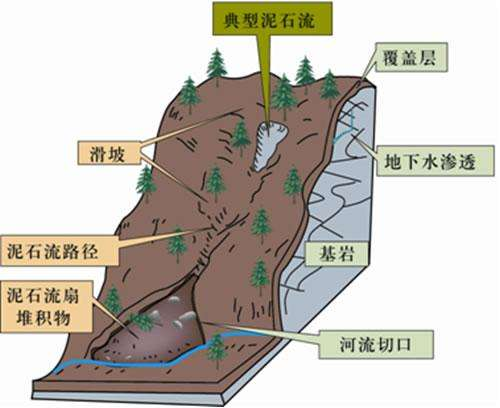 典型泥石流
覆盖层
滑坡
地下水渗透
泥石流路径
基岩
泥石流扇
堆积物
河流切口